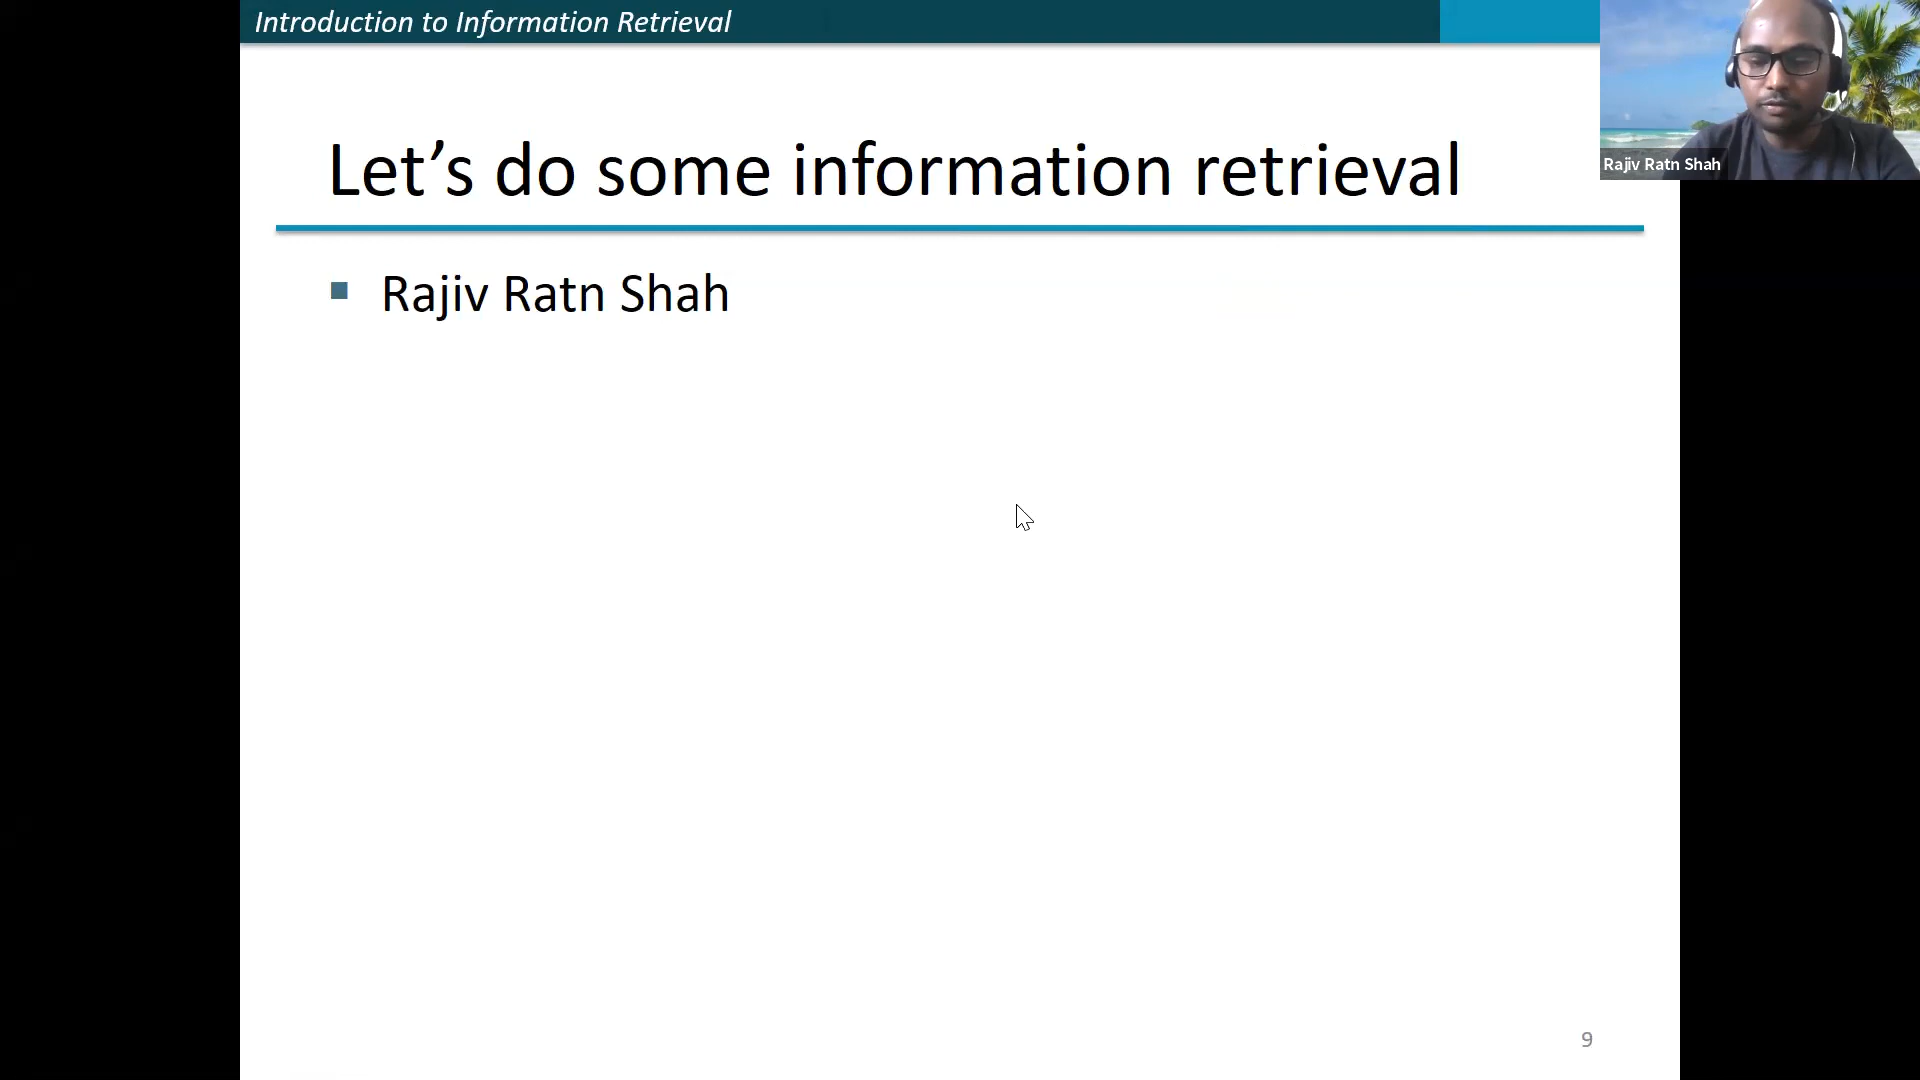 Introduction to Information Retrieval
Rajiv Ratn Shah
Let’s do some information retrieval
Rajiv Ratn Shah
9